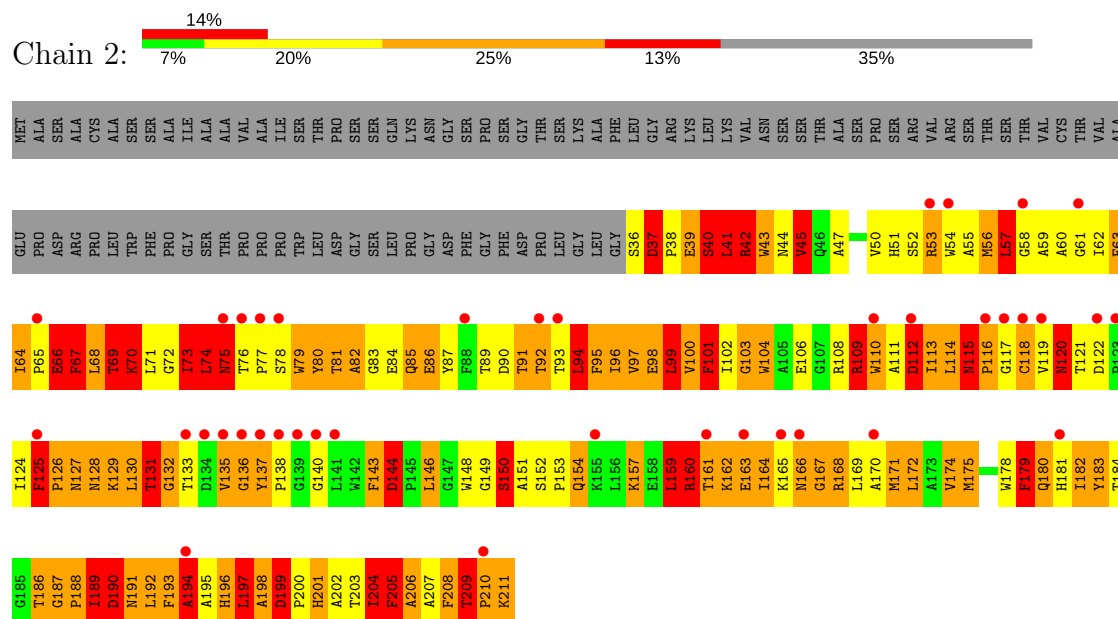 14%
Chain 2:
7% 20% 25% 13% 35%
MET ALA SER ALA CYS ALA SER SER ALA ILE ALA ALA VAL ALA ILE SER THR PRO SER SER GLN LYS ASN GLY SER PRO SER GLY THR SER LYS ALA PHE LEU GLY ARG LYS LEU LYS VAL ASN SER SER THR ALA SER PRO SER ARG VAL ARG SER THR SER THR VAL CYS THR VAL
GLU PRO ASP ARG PRO LEU TRP PHE PRO GLY SER THR PRO PRO PRO TRP LEU ASP GLY SER LEU PRO GLY ASP PHE GLY PHE ASP PRO LEU GLY LEU GLY S36 D37 P38 E39 S40 L41 R42 W43 N44 V45 Q46 A47 V50 H51 S52 R53 W54 A55 M56 L57 G58 A59 A60 G61 I62 F63
I64 P65 E66 F67 L68 T69 K70 L71 G72 I73 L74 N75 T76 P77 S78 W79 Y80 T81 A82 G83 E84 Q85 E86 Y87 F88 T89 D90 T91 T92 T93 L94 F95 I96 V97 E98 L99 V100 F101 I102 G103 W104 A105 E106 G107 R108 R109 W110 A111 D112 I113 L114 N115 P116 G117 C118 V119 N120 T121 D122
I124 F125 P126 N127 N128 K129 L130 T131 G132 T133 D134 V135 G136 Y137 P138 G139 G140 L141 W142 F143 D144 P145 L146 G147 W148 G149 S150 A151 S152 P153 Q154 K155 L156 K157 E158 L159 R160 T161 K162 E163 I164 K165 N166 G167 R168 L169 A170 M171 L172 A173 V174 M175 W178 F179 Q180 H181 I182 Y183 T184
G185 T186 G187 P188 I189 D190 N191 L192 F193 A194 A195 H196 L197 A198 D199 P200 H201 A202 T203 I204 F205 A206 A207 F208 T209 P210 K211